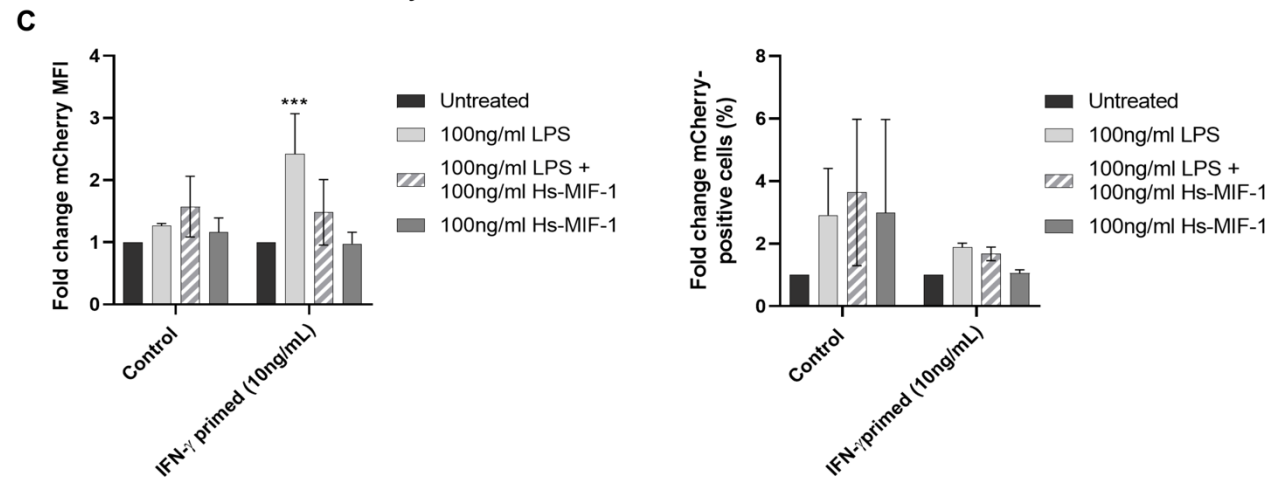 C
Fold change mCherry MFI
4
3
2
1
0
***
Control
IFN-γ primed (10ng/mL)
Untreated
100ng/ml LPS
100ng/ml LPS +
100ng/ml Hs-MIF-1
100ng/ml Hs-MIF-1
Fold change mCherry-
positive cells (%)
8
6
4
2
0
Control
IFN-γprimed (10ng/mL)
Untreated
100ng/ml LPS
100ng/ml LPS +
100ng/ml Hs-MIF-1
100ng/ml Hs-MIF-1